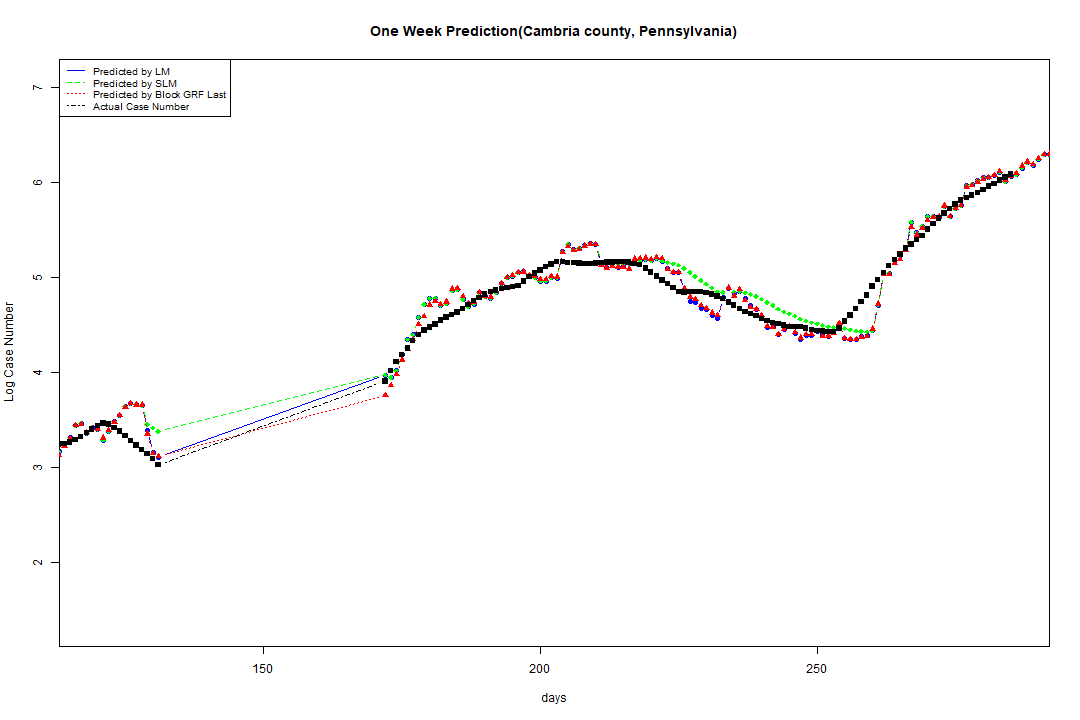 One Week Prediction(Cambria county, Pennsylvania)
Predicted by LM
Predicted by SLM
Predicted by Block GRF Last
Actual Case Number
7
6
5
4
3
2
Log Case Number
150
200
250
days